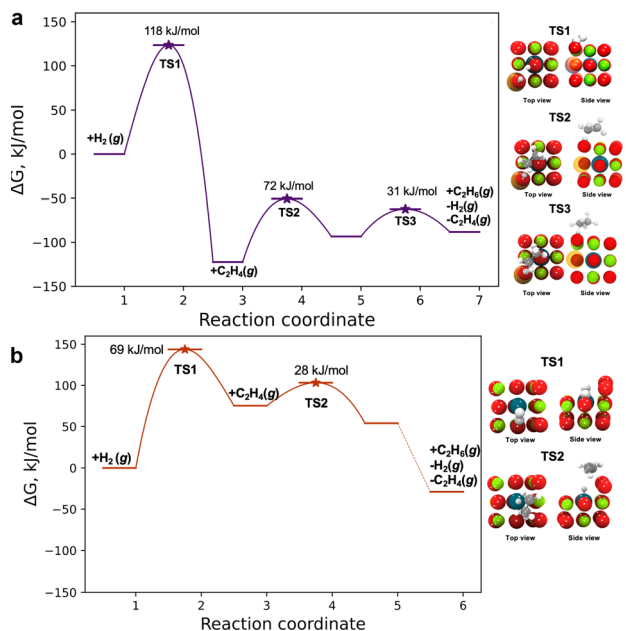 a
118 kJ/mol
TS1
+H₂(g)
72 kJ/mol
TS2
31 kJ/mol
TS3
+C₂H₆(g)
-H₂(g)
-C₂H₄(g)
+C₂H₄(g)
ΔG, kJ/mol
150
100
50
0
−50
−100
−150
1 2 3 4 5 6 7
Reaction coordinate
TS1
Top view Side view
TS2
Top view Side view
TS3
Top view Side view
b
69 kJ/mol
TS1
+H₂(g)
+C₂H₄(g)
28 kJ/mol
TS2
+C₂H₆(g)
-H₂(g)
-C₂H₄(g)
ΔG, kJ/mol
150
100
50
0
−50
−100
−150
1 2 3 4 5 6
Reaction coordinate
TS1
Top view Side view
TS2
Top view Side view